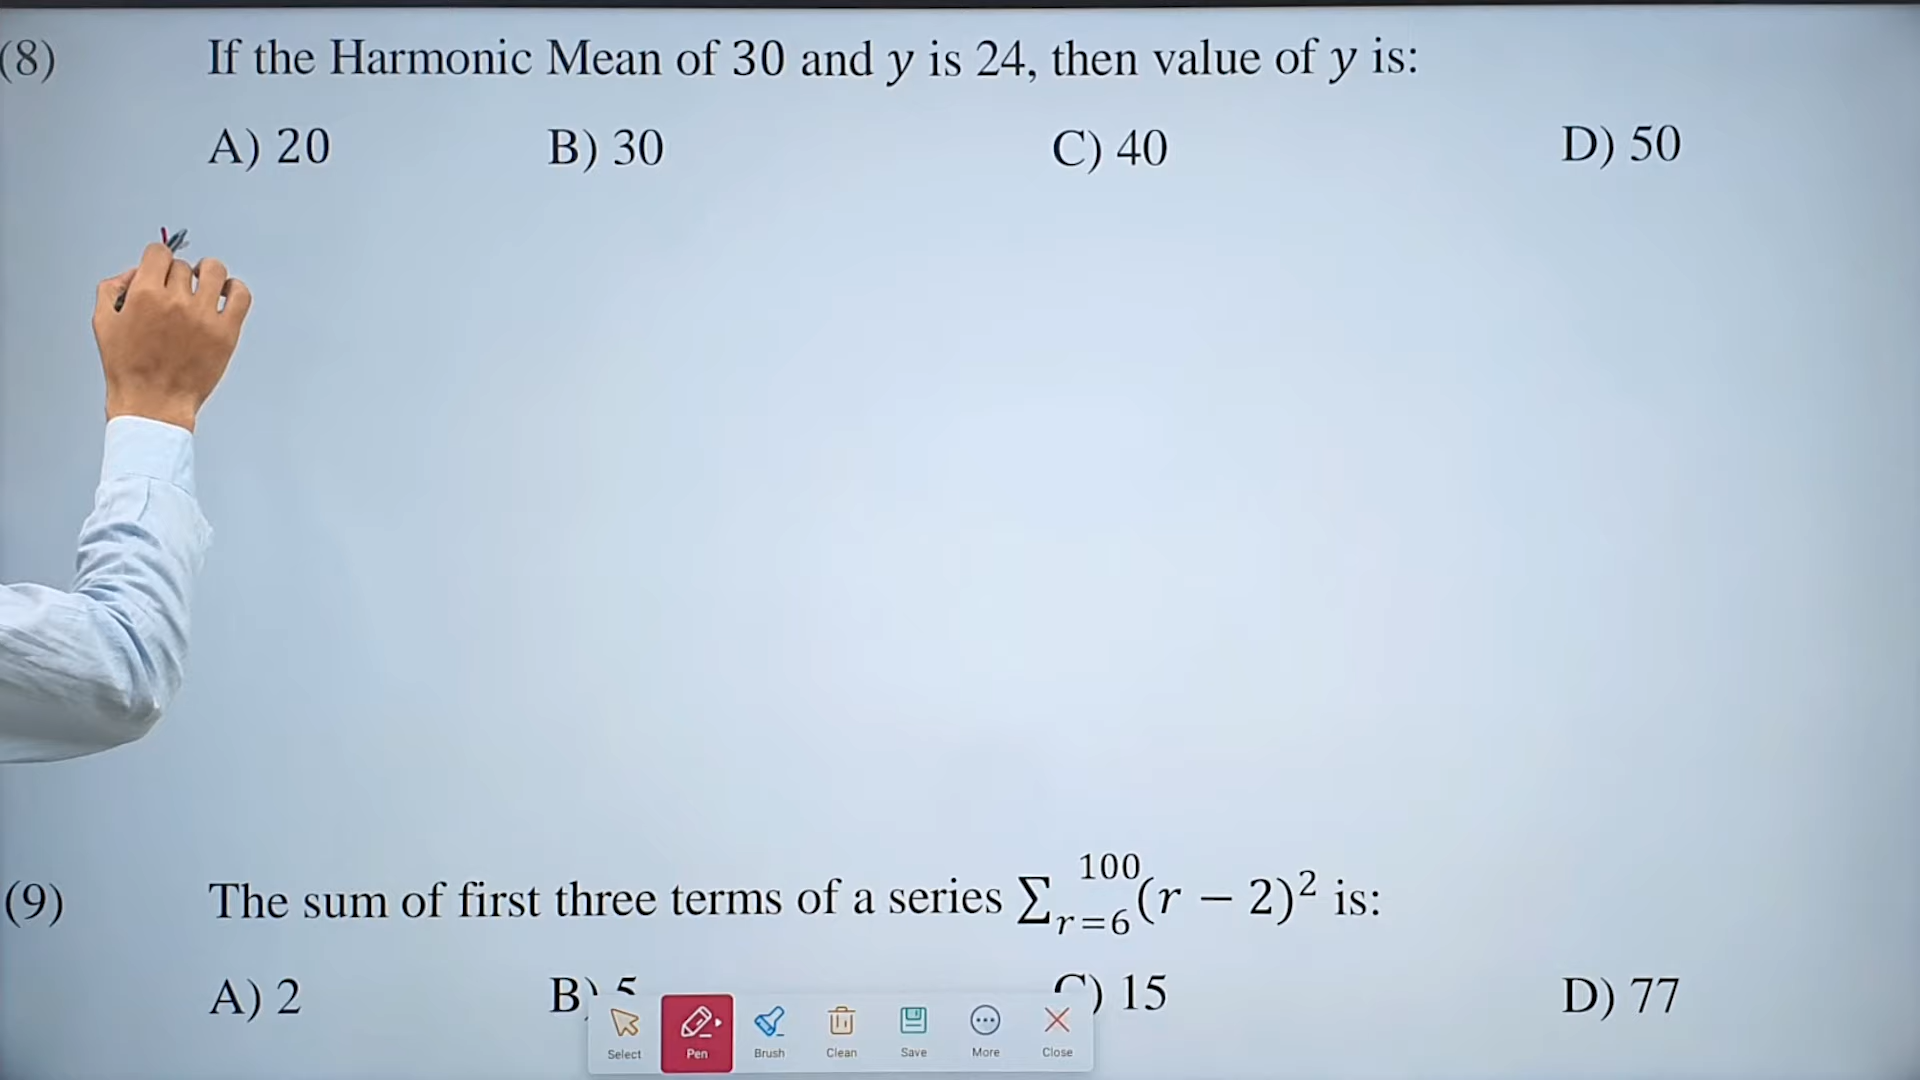 (8) If the Harmonic Mean of 30 and y is 24, then value of y is:
A) 20 B) 30 C) 40 D) 50
(9) The sum of first three terms of a series ∑_{r=6}^{100}(r − 2)² is:
A) 2 B) 5 C) 15 D) 77
Select Pen Brush Clean Save More Close